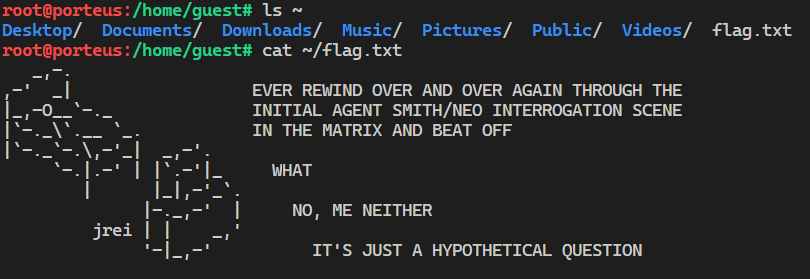 root@porteus:/home/guest# ls ~
Desktop/ Documents/ Downloads/ Music/ Pictures/ Public/ Videos/ flag.txt
root@porteus:/home/guest# cat ~/flag.txt
EVER REWIND OVER AND OVER AGAIN THROUGH THE
INITIAL AGENT SMITH/NEO INTERROGATION SCENE
IN THE MATRIX AND BEAT OFF
WHAT
NO, ME NEITHER
jrei
IT'S JUST A HYPOTHETICAL QUESTION